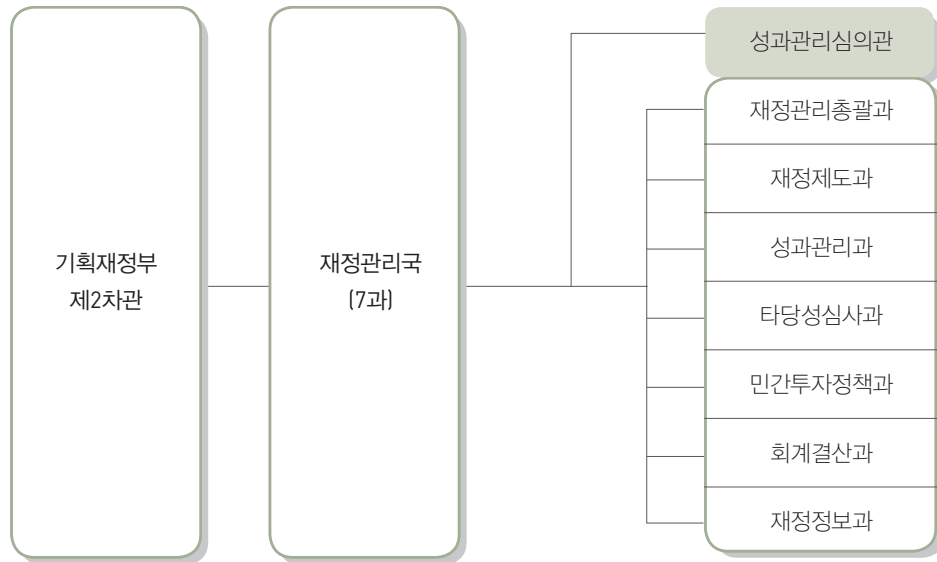 기획재정부
제2차관
재정관리국
(7과)
성과관리심의관
재정관리총괄과
재정제도과
성과관리과
타당성심사과
민간투자정책과
회계결산과
재정정보과